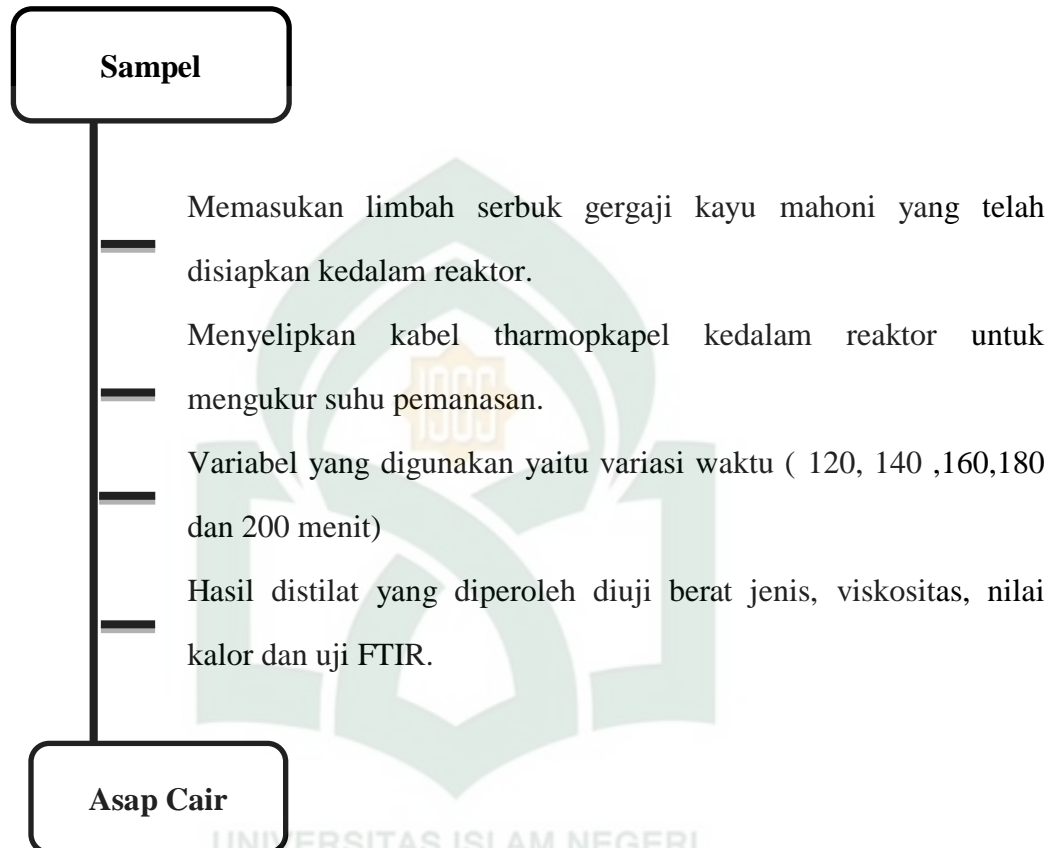 Sampel
Memasukan limbah serbuk gergaji kayu mahoni yang telah
disiapkan kedalam reaktor.
Menyelipkan kabel tharmopkapel kedalam reaktor untuk
mengukur suhu pemanasan.
1965
Variabel yang digunakan yaitu variasi waktu ( 120, 140 ,160,180
dan 200 menit)
Hasil distilat yang diperoleh diuji berat jenis, viskositas, nilai
kalor dan uji FTIR.
Asap Cair
UNIVERSITAS ISLAM NEGERI